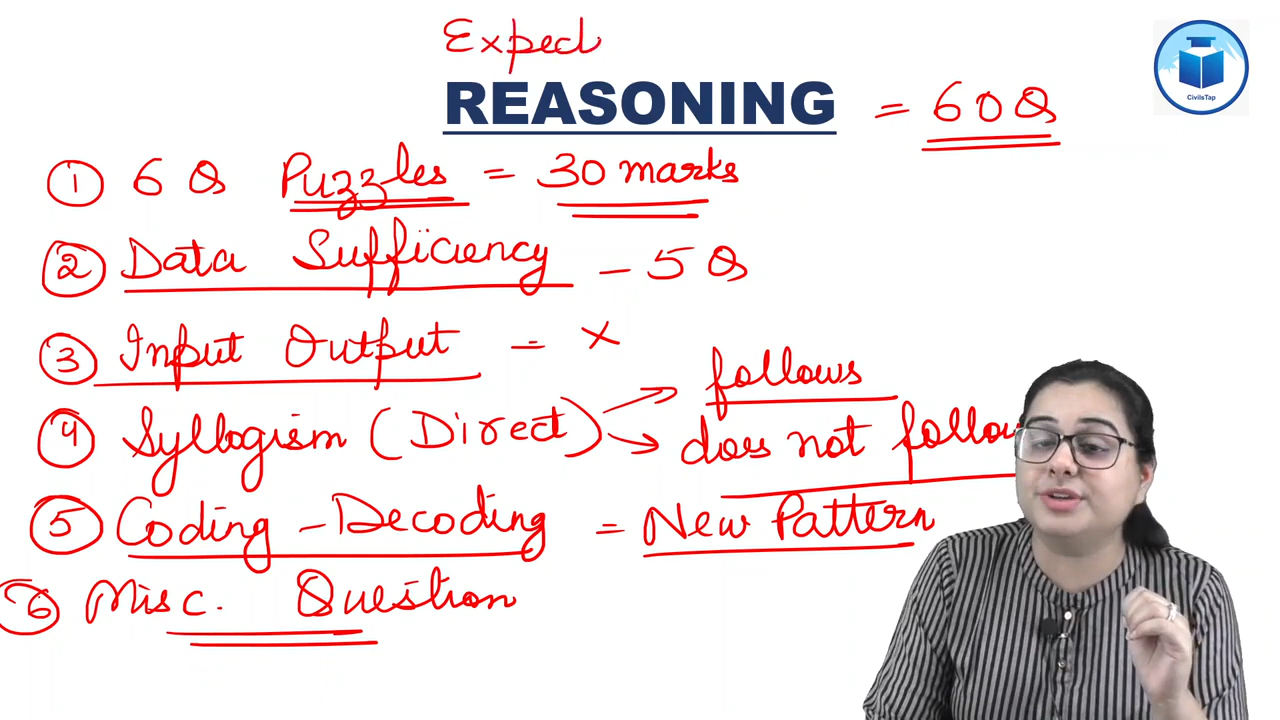 Expect
REASONING = 60 Q
CivilsTap
① 6 Q Puzzles = 30 marks
② Data Sufficiency - 5 Q
③ Input Output = ×
④ Syllogism (Direct) → follows
→ does not follow
⑤ Coding - Decoding = New Pattern
⑥ Misc. Question